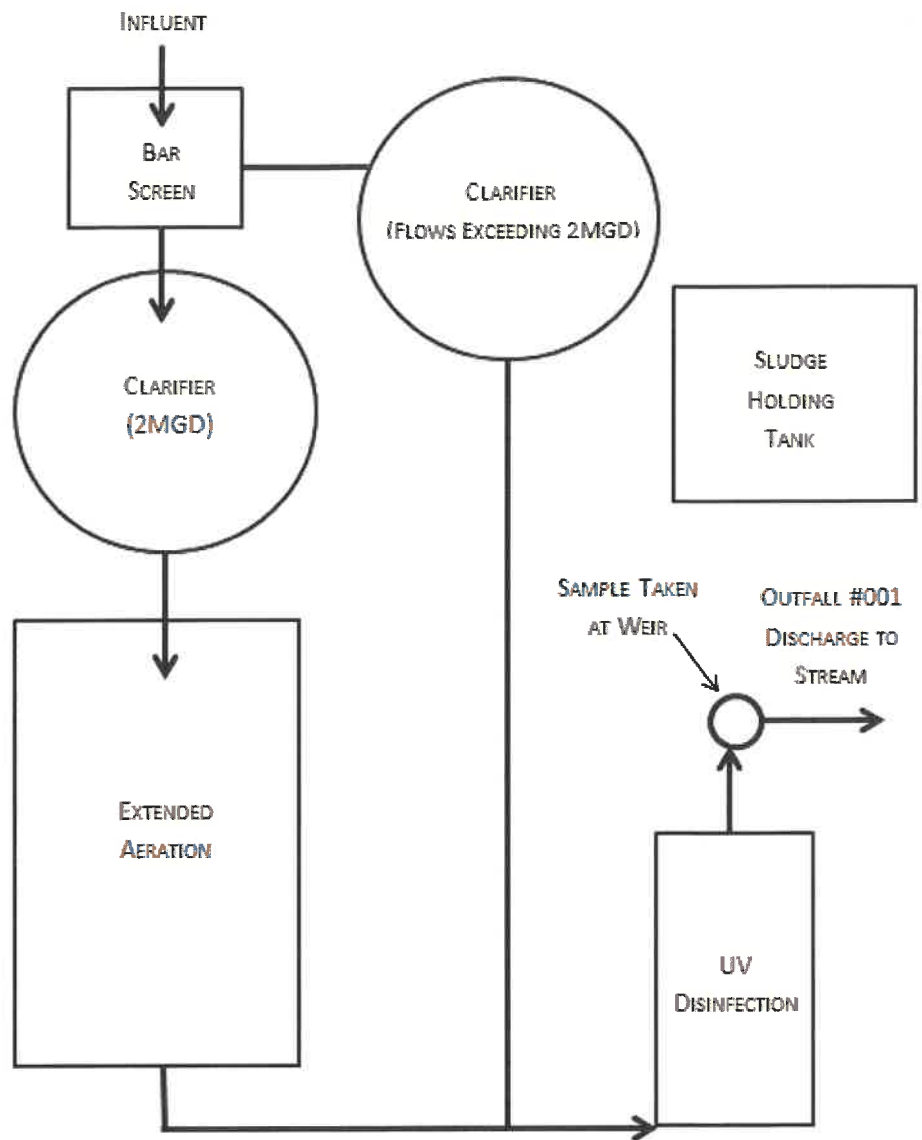 INFLUENT
BAR
SCREEN
CLARIFIER
(FLOWS EXCEEDING 2MGD)
CLARIFIER
(2MGD)
SLUDGE
HOLDING
TANK
SAMPLE TAKEN
AT WEIR
OUTFALL #001
DISCHARGE TO
STREAM
EXTENDED
AERATION
UV
DISINFECTION